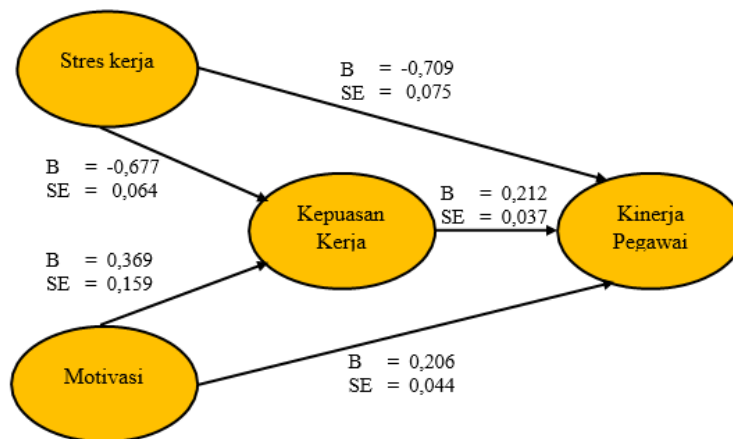 Stres kerja
B = -0,709
SE = 0,075
B = -0,677
SE = 0,064
Kepuasan
Kerja
B = 0,212
SE = 0,037
Kinerja
Pegawai
B = 0,369
SE = 0,159
Motivasi
B = 0,206
SE = 0,044